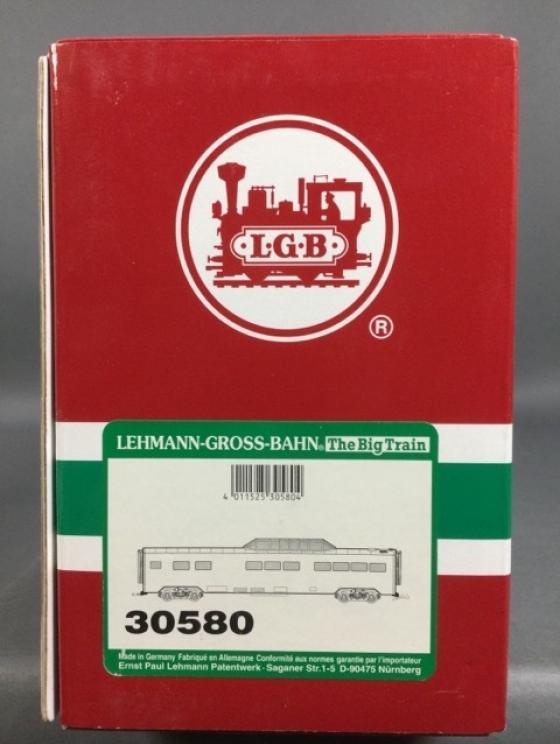 L·G·B
®
LEHMANN-GROSS-BAHN® The Big Train
4 011525 305804
30580
Made in Germany Fabriqué en Allemagne Conformité aux normes garantie par l'importateur
Ernst Paul Lehmann Patentwerk · Saganer Str.1-5 D-90475 Nürnberg